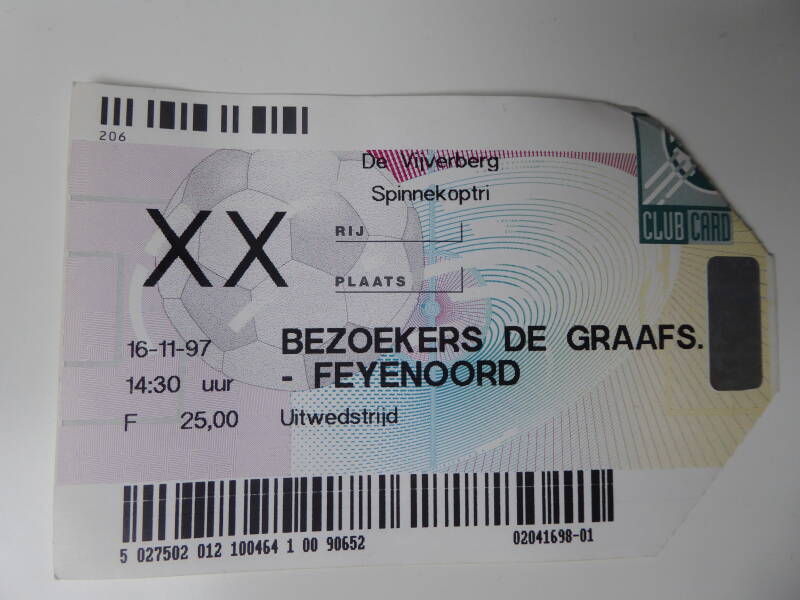 206
De Vijverberg
Spinnekoptri
CLUB CARD
XX
RIJ
PLAATS
16-11-97
BEZOEKERS DE GRAAFS.
14:30 uur
- FEYENOORD
F 25,00
Uitwedstrijd
5 027502 012 100464 1 00 90652
02041698-01